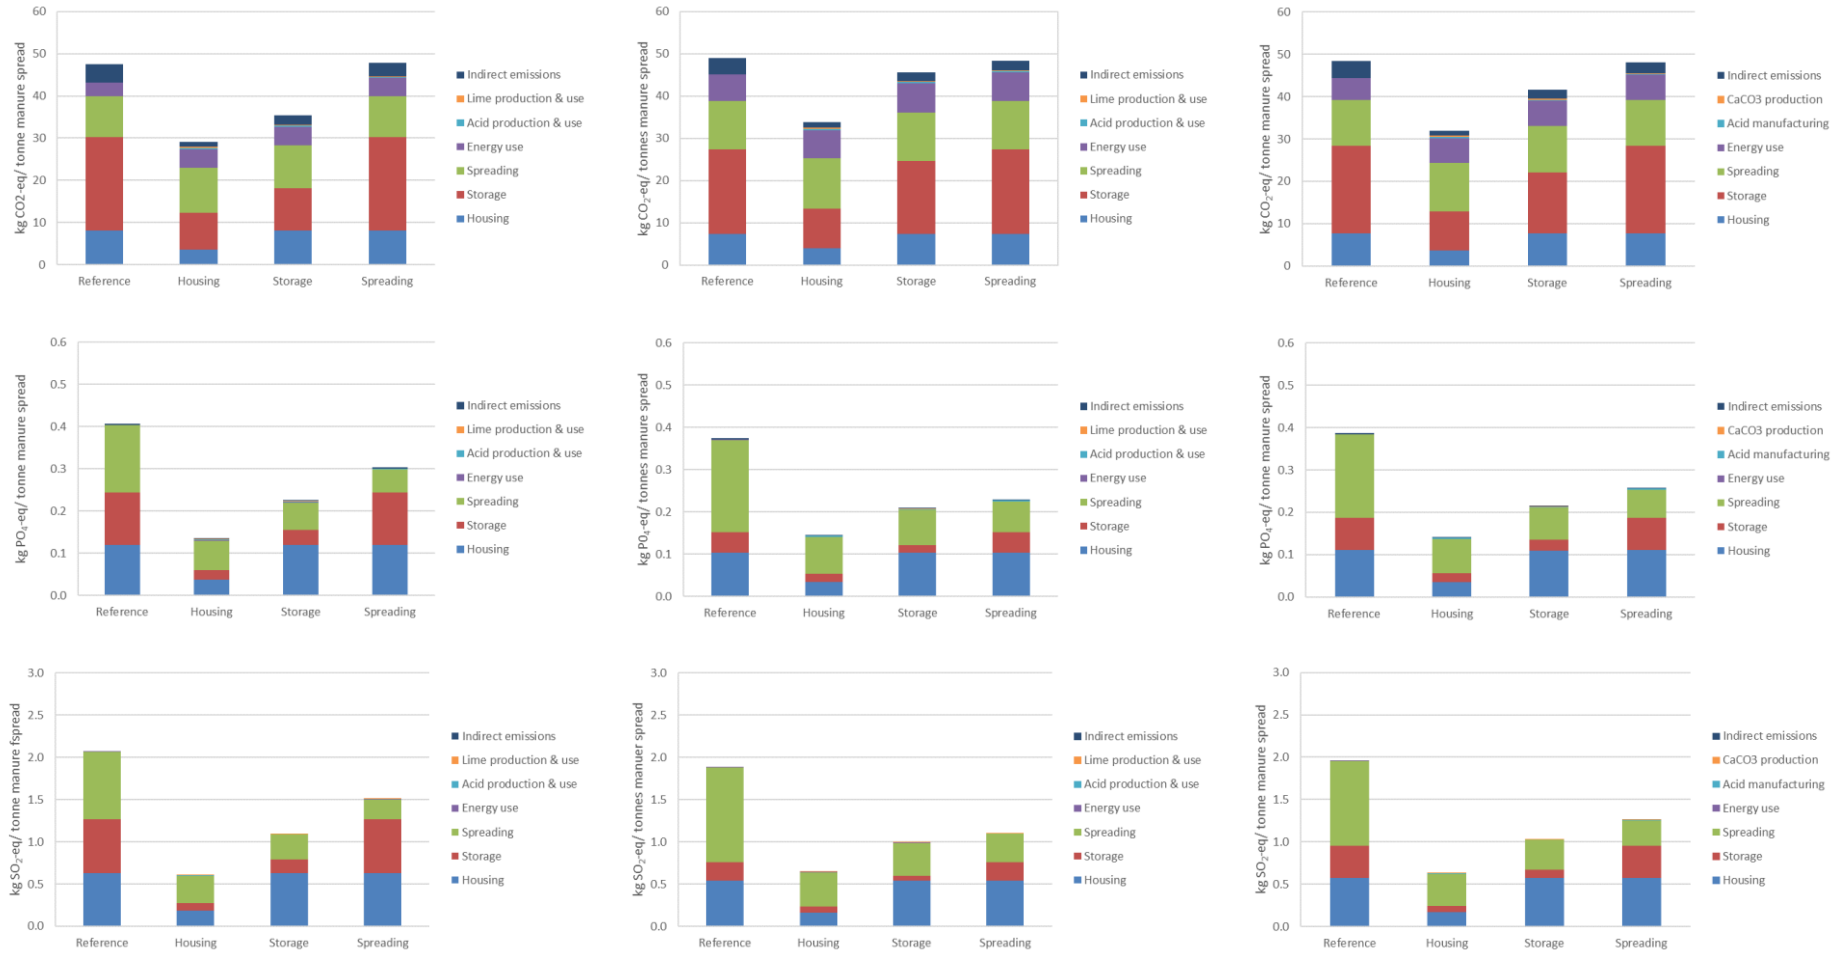 kg CO2-eq/ tonne manure spread
60
50
40
30
20
10
0
Reference Housing Storage Spreading
Indirect emissions
Lime production & use
Acid production & use
Energy use
Spreading
Storage
Housing
kg CO₂-eq/ tonnes manure spread
60
50
40
30
20
10
0
Reference Housing Storage Spreading
Indirect emissions
Lime production & use
Acid production & use
Energy use
Spreading
Storage
Housing
kg CO₂-eq/ tonne manure spread
60
50
40
30
20
10
0
Reference Housing Storage Spreading
Indirect emissions
CaCO3 production
Acid manufacturing
Energy use
Spreading
Storage
Housing
kg PO₄-eq/ tonne manure spread
0.6
0.5
0.4
0.3
0.2
0.1
0.0
Reference Housing Storage Spreading
Indirect emissions
Lime production & use
Acid production & use
Energy use
Spreading
Storage
Housing
kg P0₄-eq/ tonnes manure spread
0.6
0.5
0.4
0.3
0.2
0.1
0.0
Reference Housing Storage Spreading
Indirect emissions
Lime production & use
Acid production & use
Energy use
Spreading
Storage
Housing
kg PO₄-eq/ tonne manure spread
0.6
0.5
0.4
0.3
0.2
0.1
0.0
Reference Housing Storage Spreading
Indirect emissions
CaCO3 production
Acid manufacturing
Energy use
Spreading
Storage
Housing
kg SO₂-eq/ tonne manure fspread
3.0
2.5
2.0
1.5
1.0
0.5
0.0
Reference Housing Storage Spreading
Indirect emissions
Lime production & use
Acid production & use
Energy use
Spreading
Storage
Housing
kg SO₂-eq/ tonnes manuer spread
3.0
2.5
2.0
1.5
1.0
0.5
0.0
Reference Housing Storage Spreading
Indirect emissions
Lime production & use
Acid production & use
Energy use
Spreading
Storage
Housing
kg SO₂-eq/ tonne manure spread
3.0
2.5
2.0
1.5
1.0
0.5
0.0
Reference Housing Storage Spreading
Indirect emissions
CaCO3 production
Acid manufacturing
Energy use
Spreading
Storage
Housing